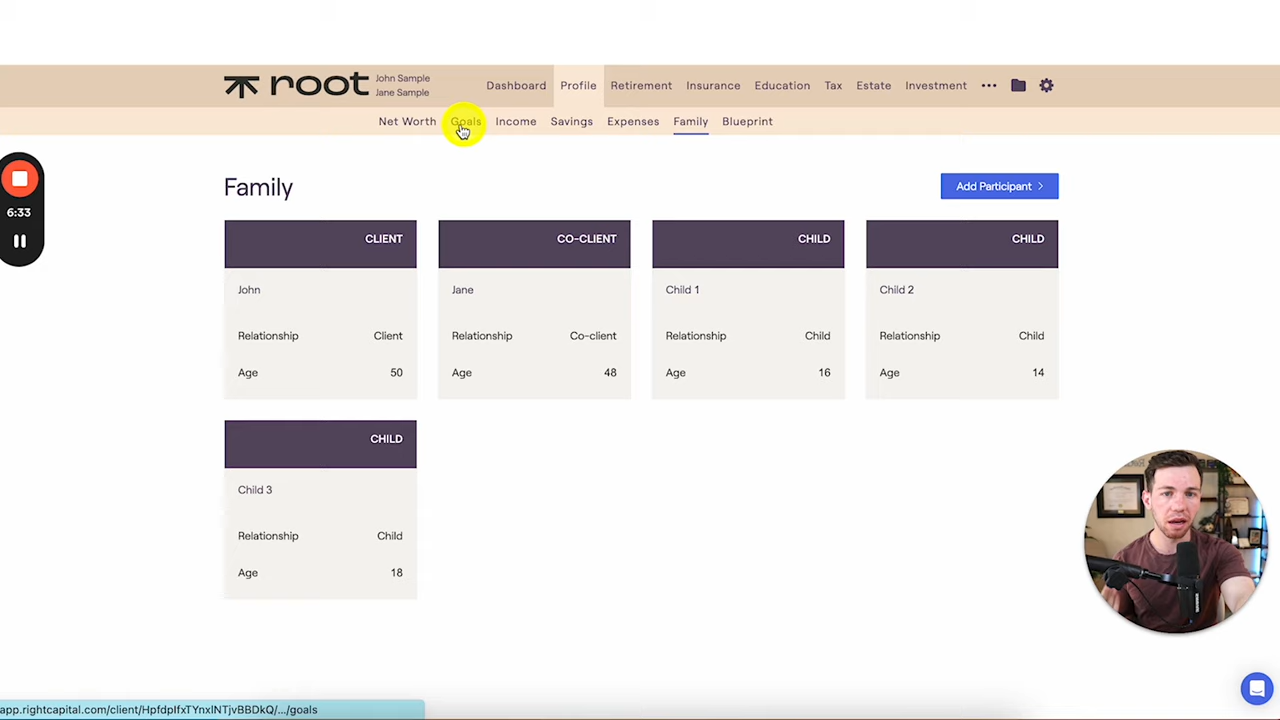 root
John Sample
Jane Sample
Dashboard Profile Retirement Insurance Education Tax Estate Investment
Net Worth Goals Income Savings Expenses Family Blueprint
6:33
Family
Add Participant
CLIENT
John
Relationship Client
Age 50
CO-CLIENT
Jane
Relationship Co-client
Age 48
CHILD
Child 1
Relationship Child
Age 16
CHILD
Child 2
Relationship Child
Age 14
CHILD
Child 3
Relationship Child
Age 18
app.rightcapital.com/client/HpfdpIfxTYnxINTjvBBDkQ/.../goals